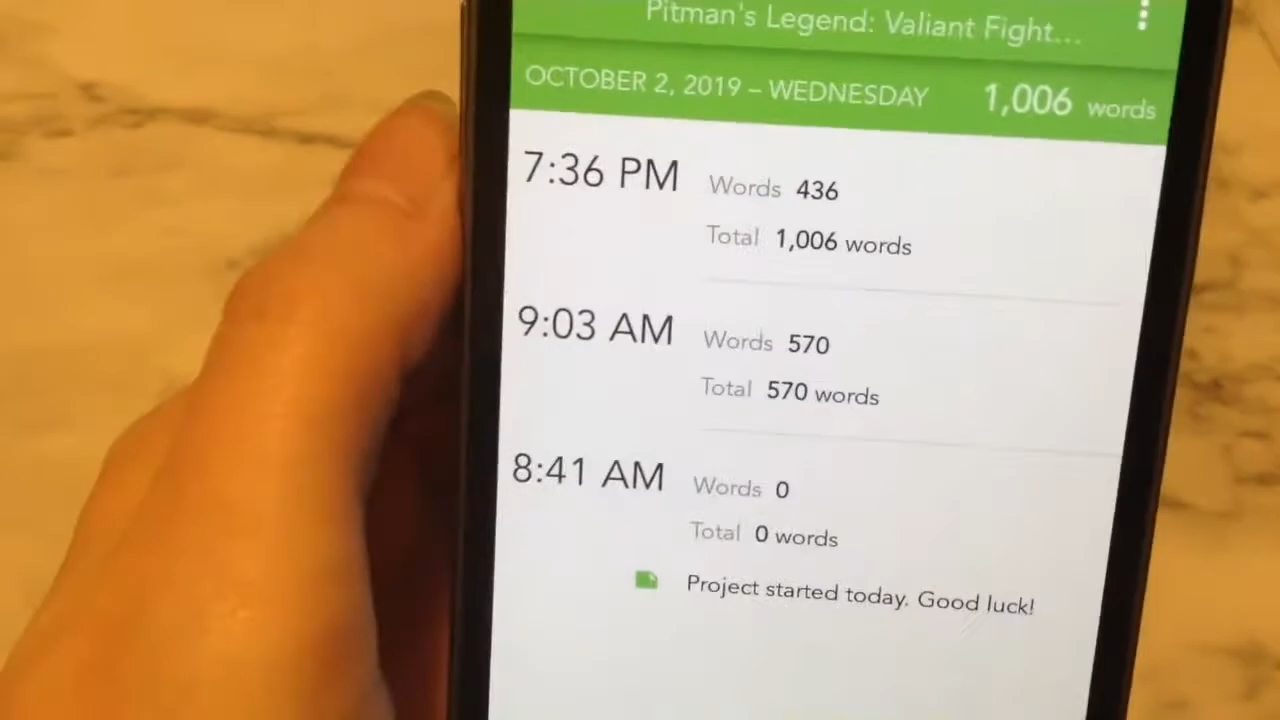 Pitman's Legend: Valiant Fight...
OCTOBER 2, 2019 – WEDNESDAY 1,006 words
7:36 PM Words 436
Total 1,006 words
9:03 AM Words 570
Total 570 words
8:41 AM Words 0
Total 0 words
Project started today. Good luck!